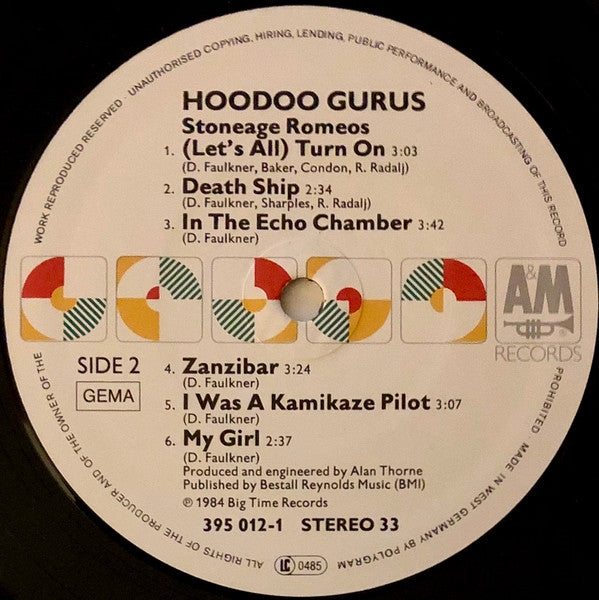 WORK REPRODUCED RESERVED UNAUTHORISED COPYING, HIRING, LENDING, PUBLIC PERFORMANCE AND BROADCASTING OF THIS RECORD
HOODOO GURUS
Stoneage Romeos
1. (Let's All) Turn On 3:03
(D. Faulkner, Baker, Condon, R. Radalj)
2. Death Ship 2:34
(D. Faulkner, Sharples, R. Radalj)
3. In The Echo Chamber 3:42
(D. Faulkner)
A&M
RECORDS
SIDE 2
GEMA
4. Zanzibar 3:24
(D. Faulkner)
5. I Was A Kamikaze Pilot 3:07
(D. Faulkner)
6. My Girl 2:37
(D. Faulkner)
Produced and engineered by Alan Thorne
Published by Bestall Reynolds Music (BMI)
℗ 1984 Big Time Records
395 012-1 STEREO 33
LC 0485
PROHIBITED MADE IN WEST GERMANY BY POLYGRAM
ALL RIGHTS OF THE PRODUCER AND OF THE OWNER OF THE